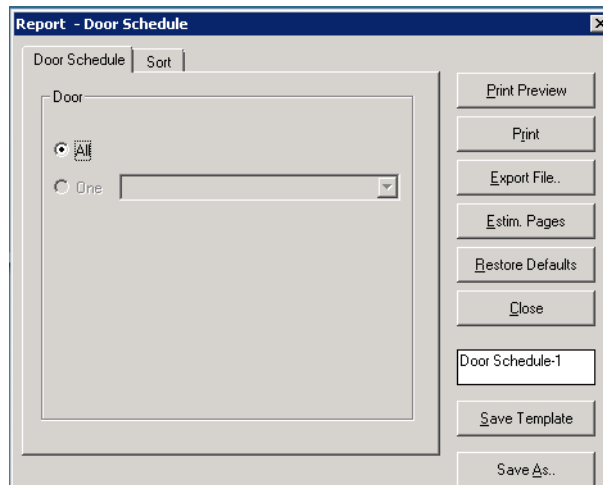 Report - Door Schedule
Door Schedule
Sort
Door
All
One
Print Preview
Print
Export File..
Estim. Pages
Restore Defaults
Close
Door Schedule-1
Save Template
Save As..